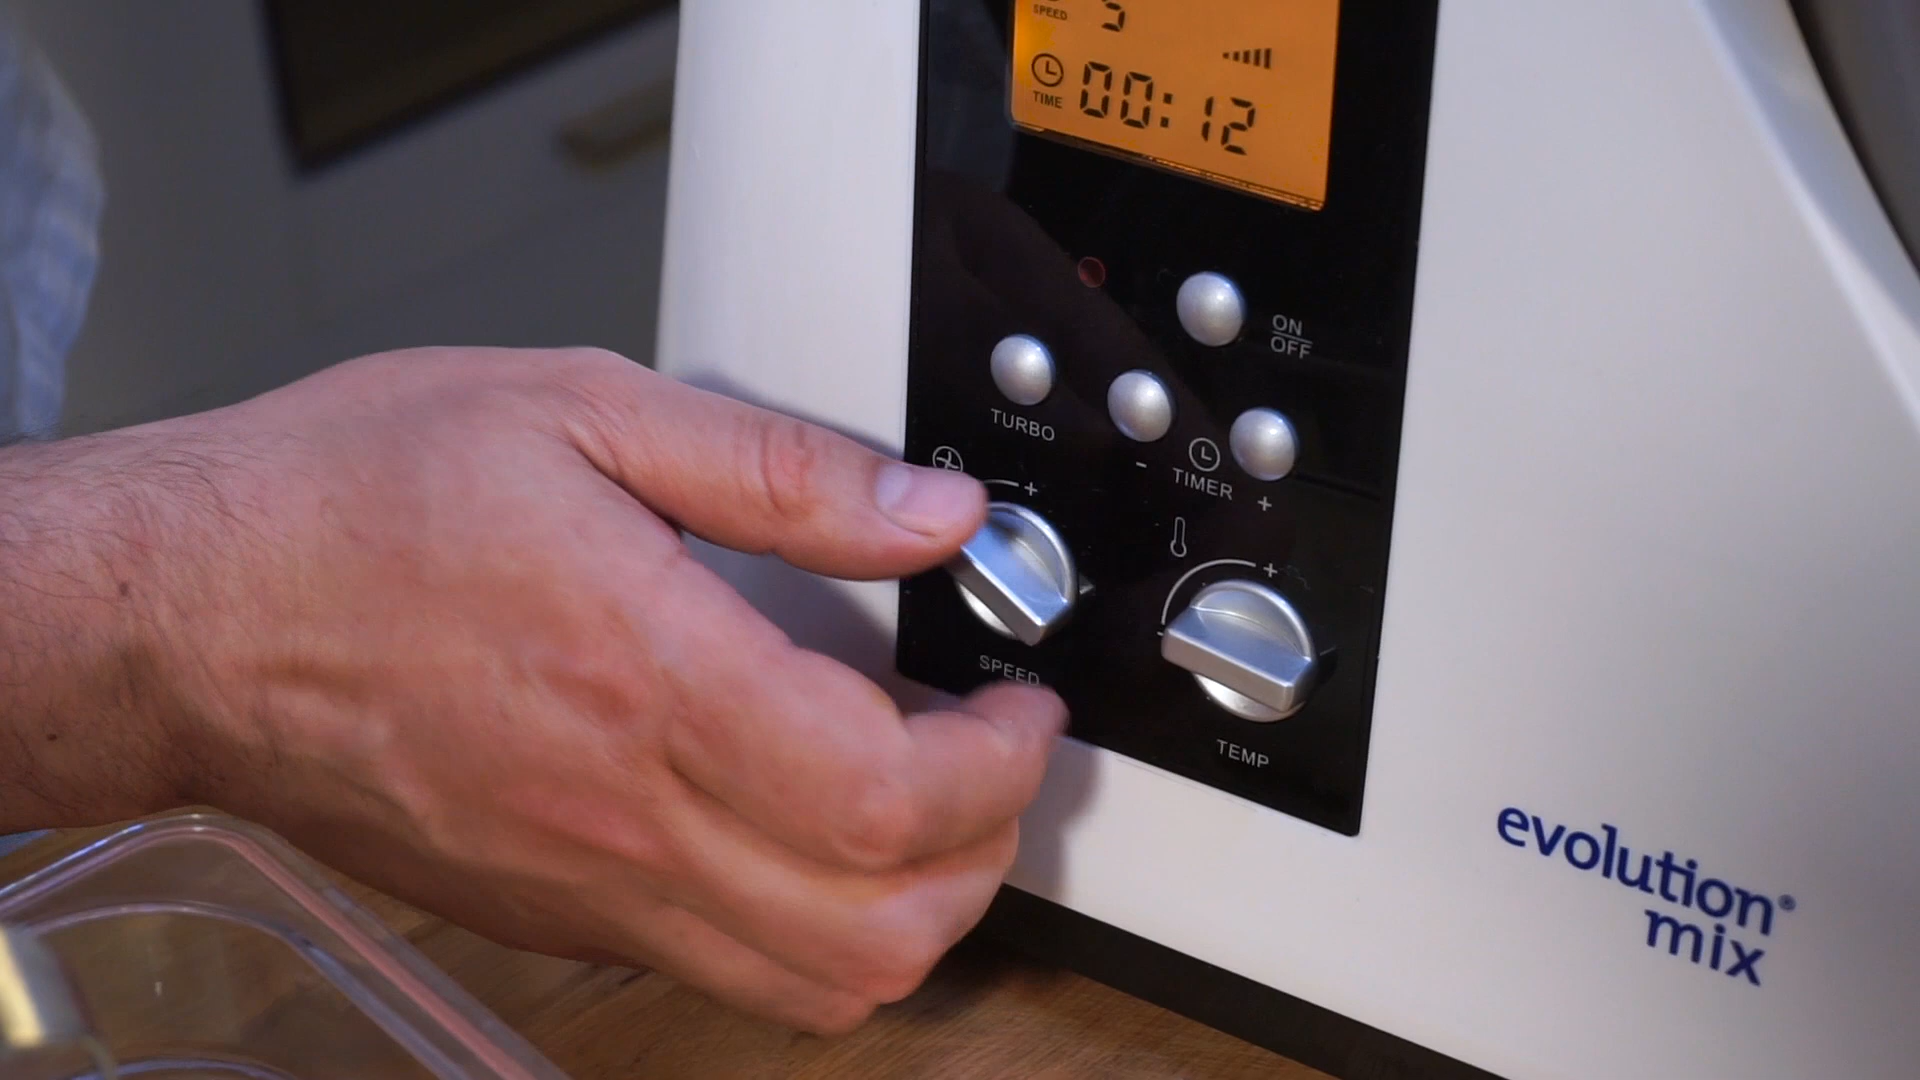 SPEED 5
TIME 00:12
ON
OFF
TURBO
- TIMER +
+
+
-
SPEED
TEMP
evolution®
mix